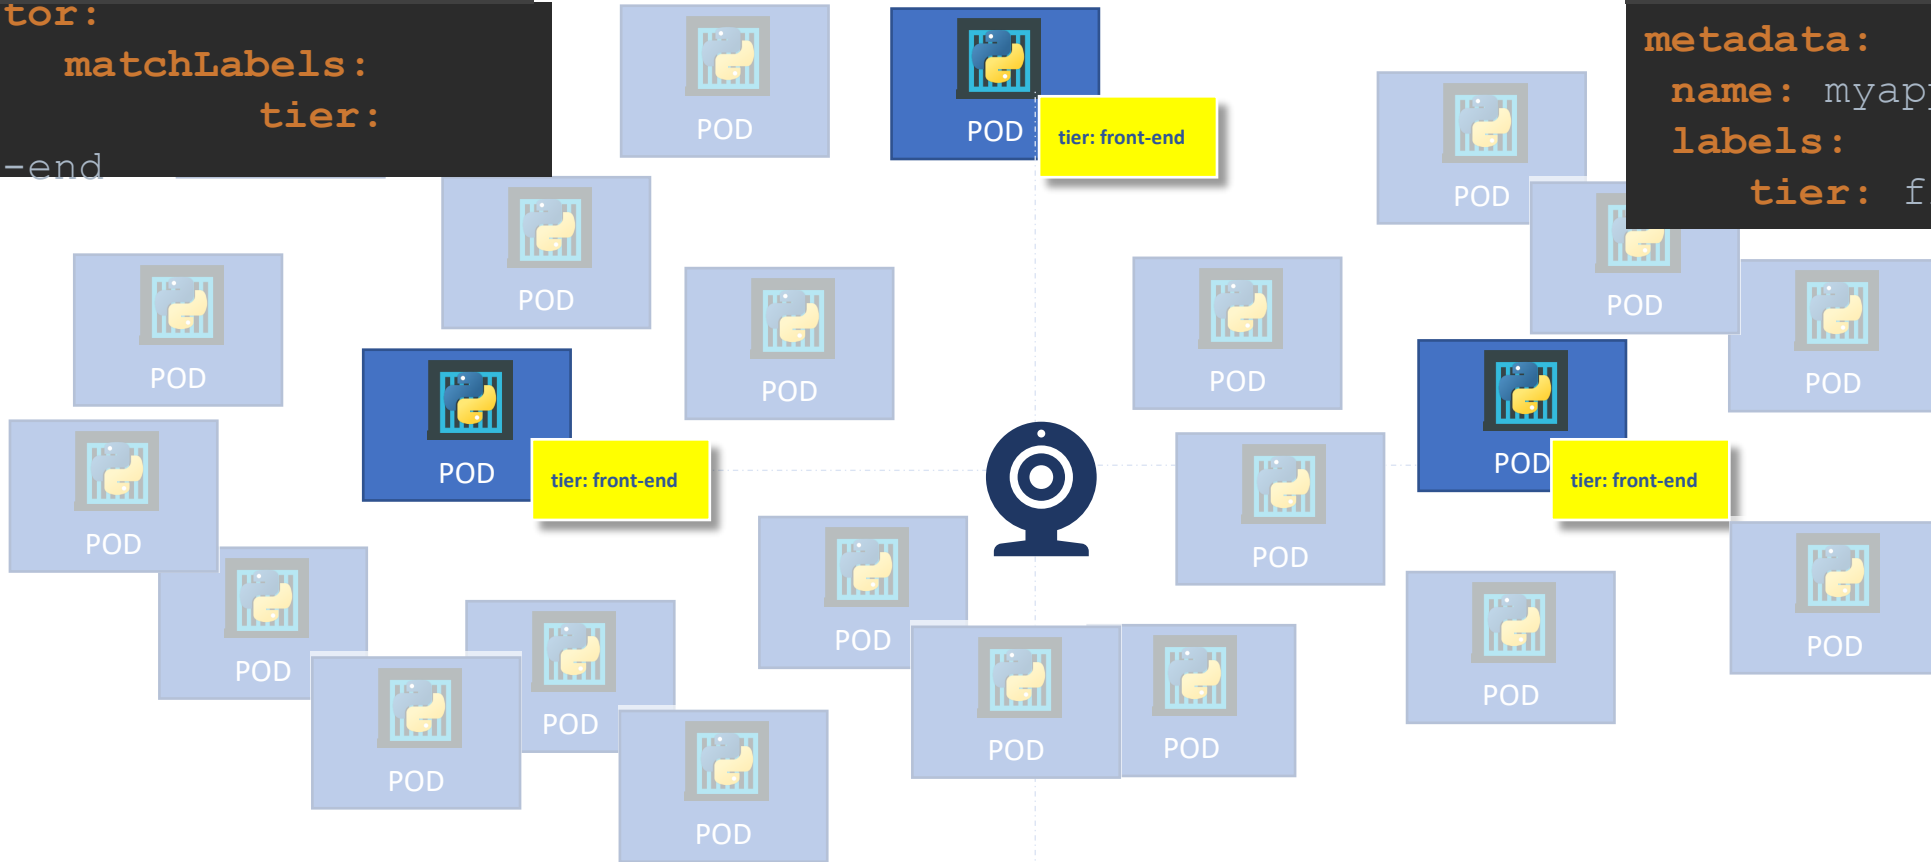 tor:
matchLabels:
tier:
-end
metadata:
name: myap
labels:
tier: f
POD
POD
tier: front-end
POD
POD
POD
POD
POD
POD
POD
POD
POD
tier: front-end
POD
tier: front-end
POD
POD
POD
POD
POD
POD
POD
POD
POD
POD
POD